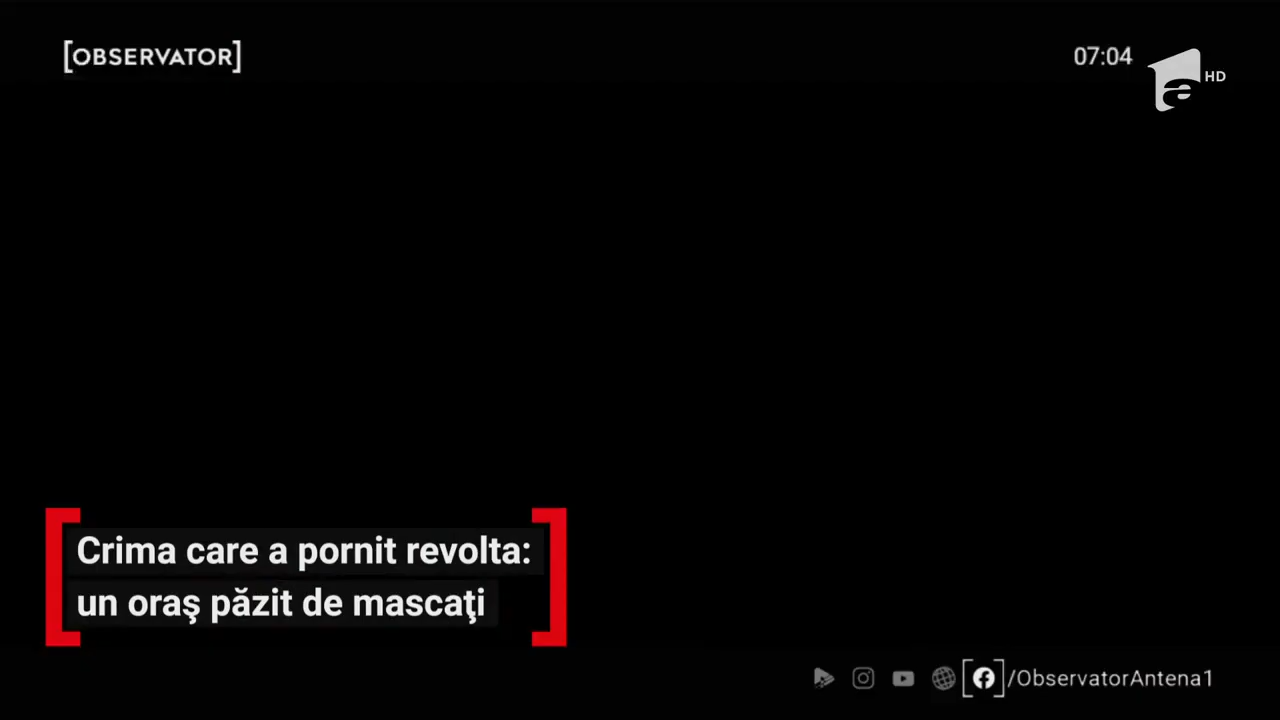 [OBSERVATOR]
07:04
HD
Crima care a pornit revolta:
un oraş păzit de mascaţi
/ObservatorAntena1